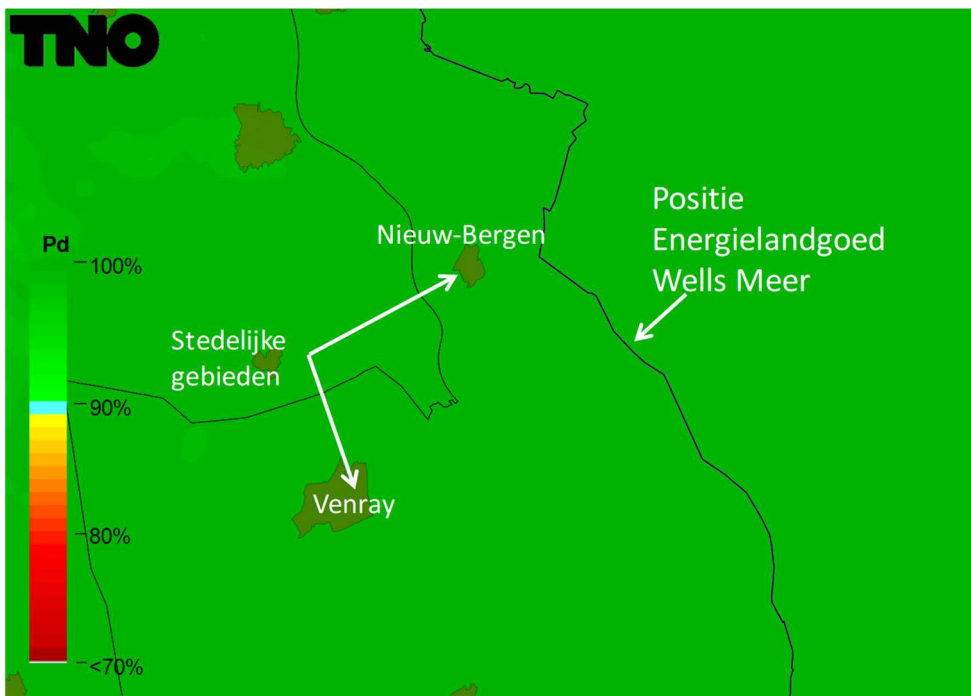 TNO
Positie
Energielandgoed
Wells Meer
Nieuw-Bergen
Pd
100%
Stedelijke
gebieden
90%
Venray
80%
<70%